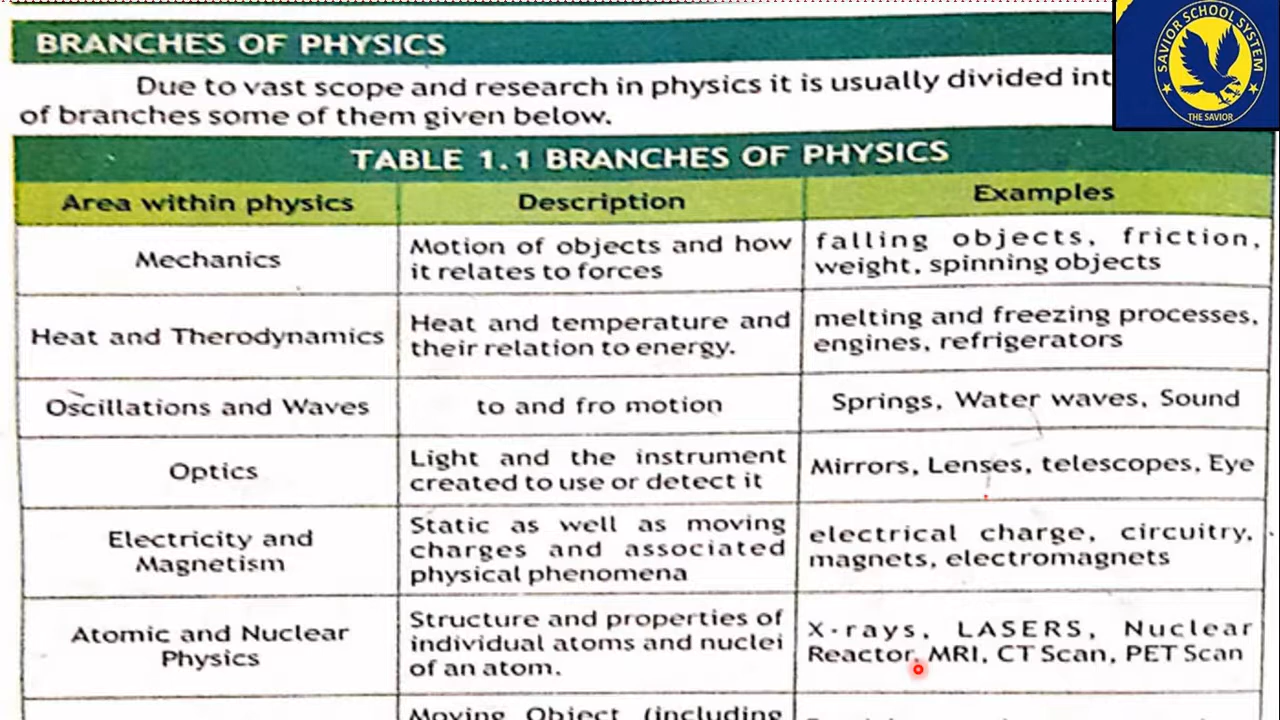 BRANCHES OF PHYSICS
Due to vast scope and research in physics it is usually divided int
of branches some of them given below.
SAVIOR SCHOOL SYSTEM
THE SAVIOR
TABLE 1.1 BRANCHES OF PHYSICS
Area within physics
Description
Examples
Mechanics
Motion of objects and how
it relates to forces
falling objects, friction,
weight, spinning objects
Heat and Therodynamics
Heat and temperature and
their relation to energy.
melting and freezing processes,
engines, refrigerators
Oscillations and Waves
to and fro motion
Springs, Water waves, Sound
Optics
Light and the instrument
created to use or detect it
Mirrors, Lenses, telescopes, Eye
Electricity and
Magnetism
Static as well as moving
charges and associated
physical phenomena
electrical charge, circuitry,
magnets, electromagnets
Atomic and Nuclear
Physics
Structure and properties of
individual atoms and nuclei
of an atom.
X-rays, LASERS, Nuclear
Reactor, MRI, CT Scan, PET Scan
Moving Object (including